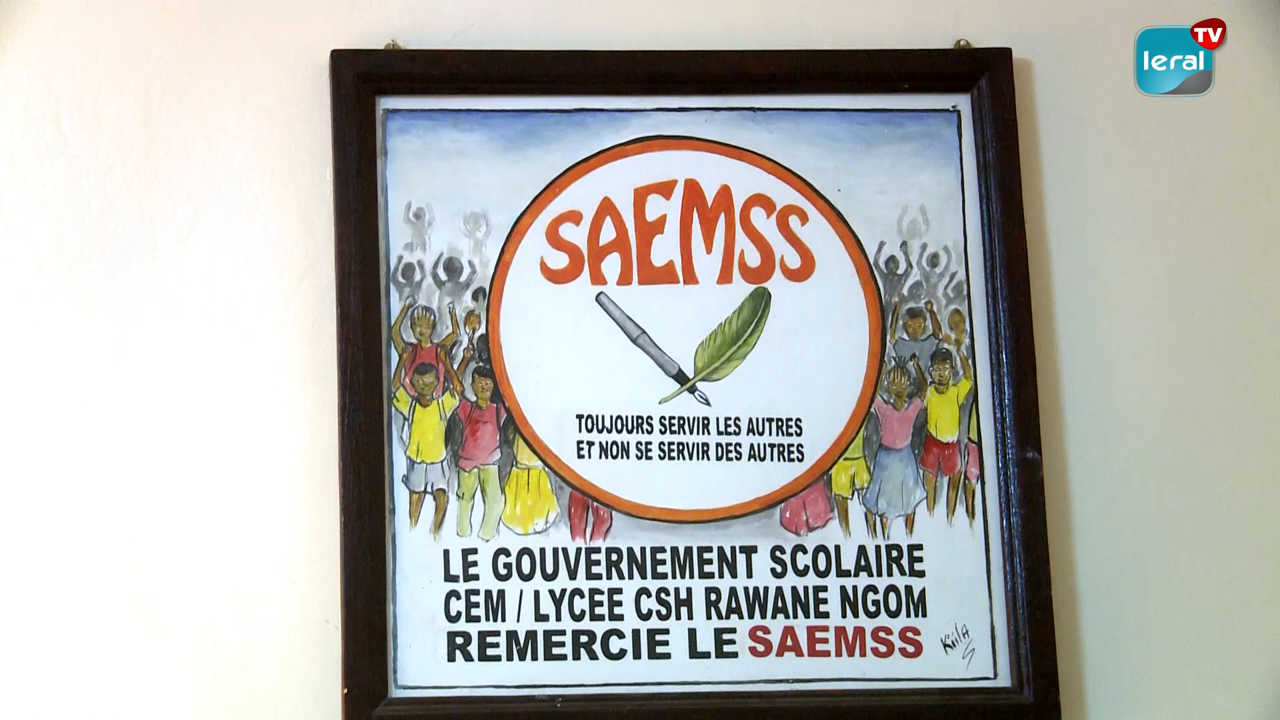 leral TV
SAEMSS
TOUJOURS SERVIR LES AUTRES
ET NON SE SERVIR DES AUTRES
LE GOUVERNEMENT SCOLAIRE
CEM / LYCEE CSH RAWANE NGOM
REMERCIE LE SAEMSS